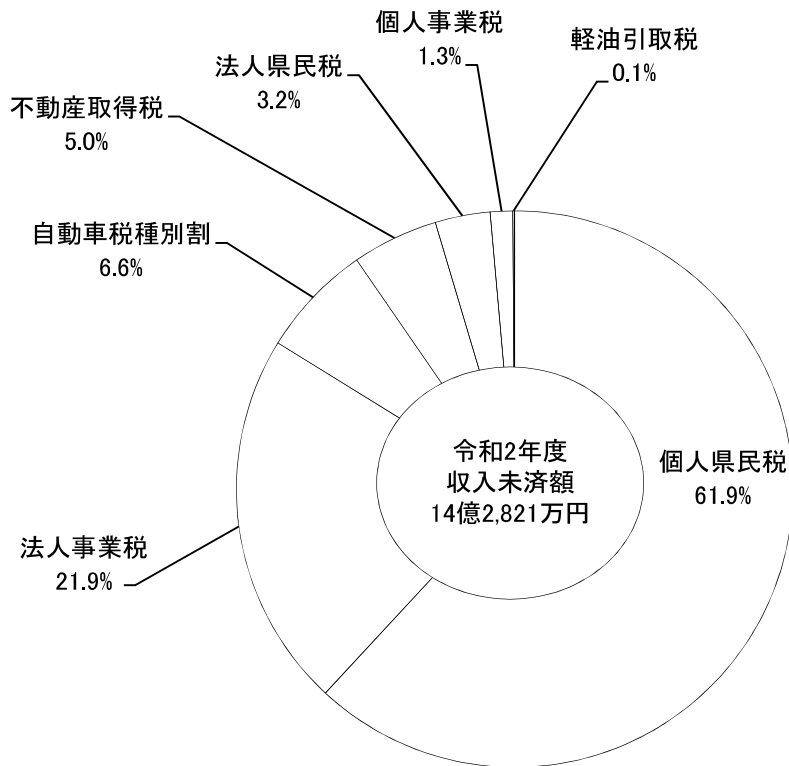 個人事業税
1.3%
軽油引取税
0.1%
法人県民税
3.2%
不動産取得税
5.0%
自動車税種別割
6.6%
令和2年度
収入未済額
14億2,821万円
個人県民税
61.9%
法人事業税
21.9%